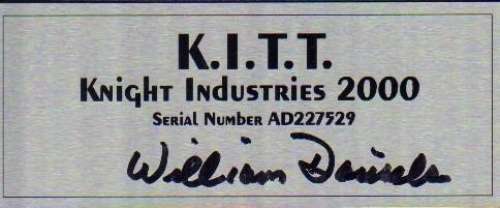 K.I.T.T.
Knight Industries 2000
Serial Number AD227529
William Daniels